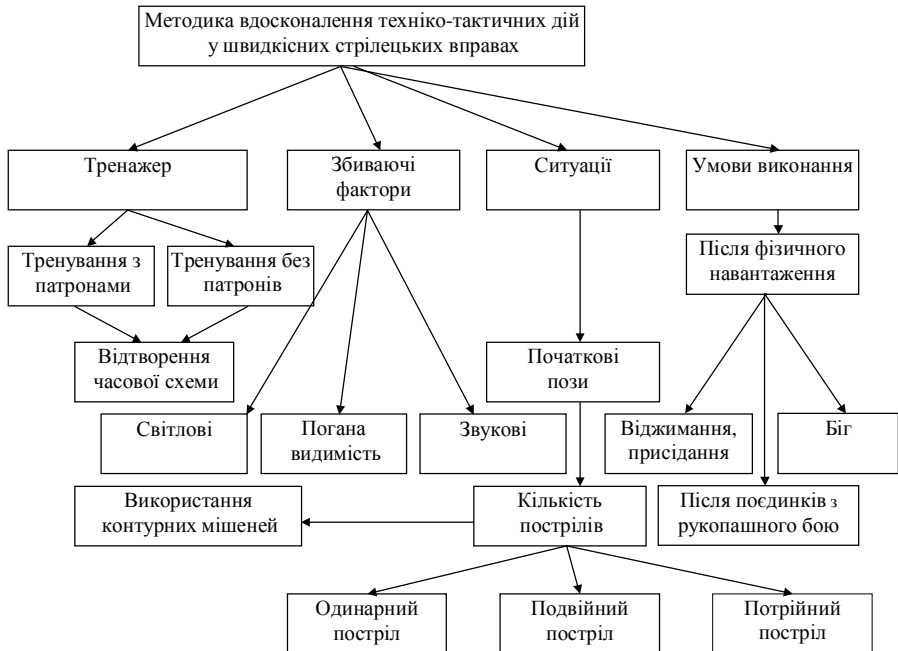 Методика вдосконалення техніко-тактичних дій
у швидкісних стрілецьких вправах
Тренажер
Збиваючі
фактори
Ситуації
Умови виконання
Тренування з
патронами
Тренування без
патронів
Після фізичного
навантаження
Відтворення
часової схеми
Початкові
пози
Світлові
Погана
видимість
Звукові
Віджимання,
присідання
Біг
Використання
контурних мішеней
Кількість
пострілів
Після поєдинків з
рукопашного бою
Одинарний
постріл
Подвійний
постріл
Потрійний
постріл